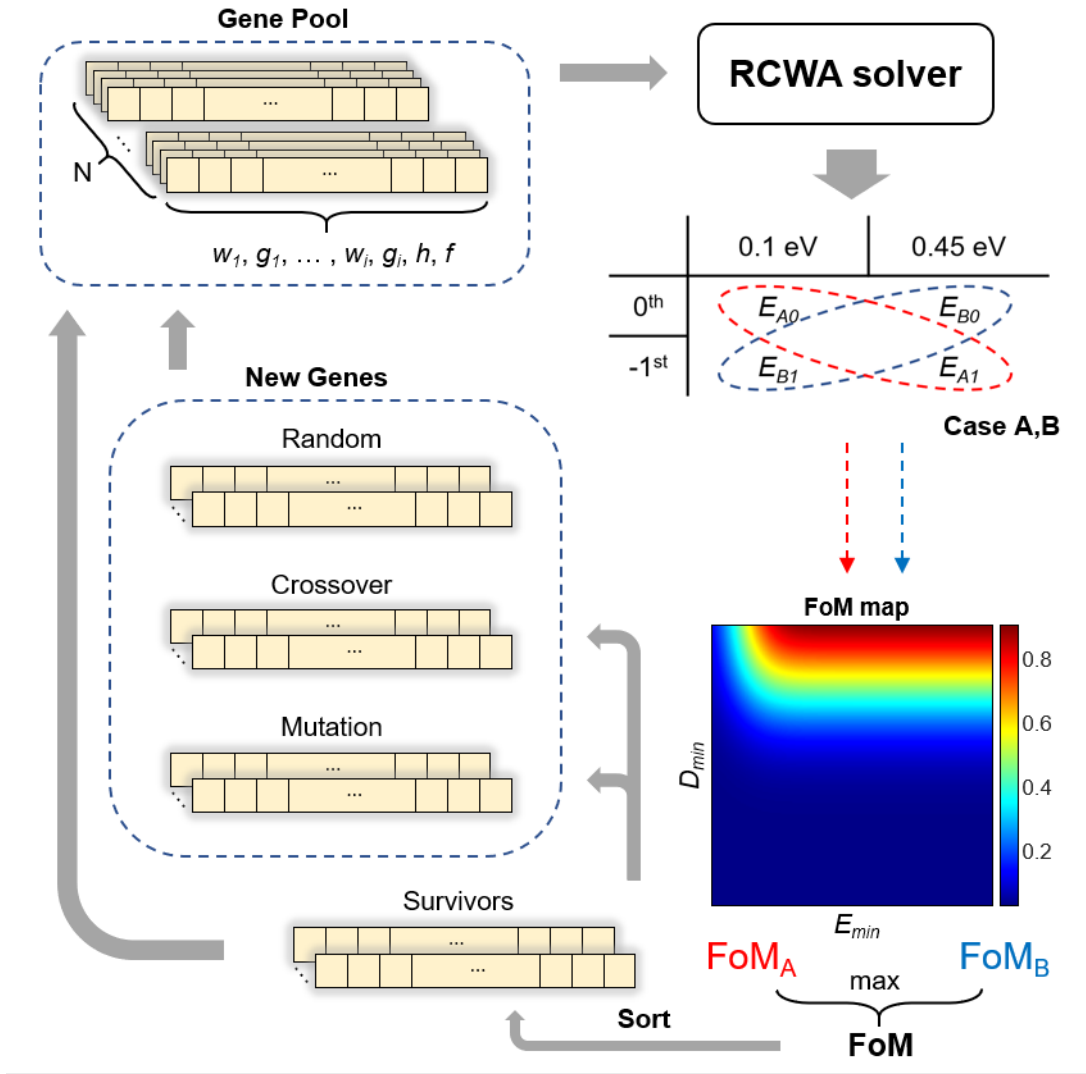 Gene Pool
RCWA solver
...
...
N
...
w1, g1, ... , wi, gi, h, f
0.1 eV
0.45 eV
0th
EA0
EB0
-1st
EB1
EA1
Case A,B
New Genes
Random
...
...
...
Crossover
...
...
...
Mutation
...
...
...
Survivors
...
...
...
FoM map
0.8
0.6
0.4
0.2
Dmin
Emin
FoMA
FoMB
max
FoM
Sort